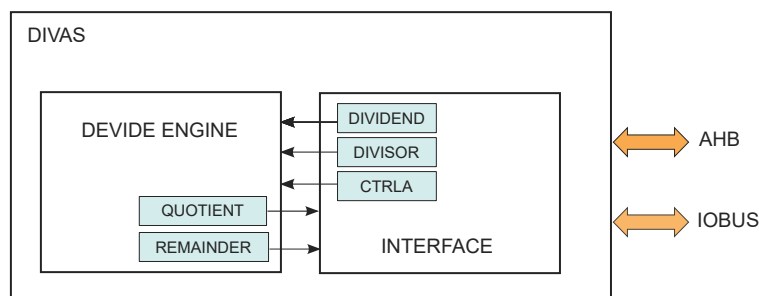 DIVAS
DEVIDE ENGINE
DIVIDEND
DIVISOR
CTRLA
QUOTIENT
REMAINDER
INTERFACE
AHB
IOBUS